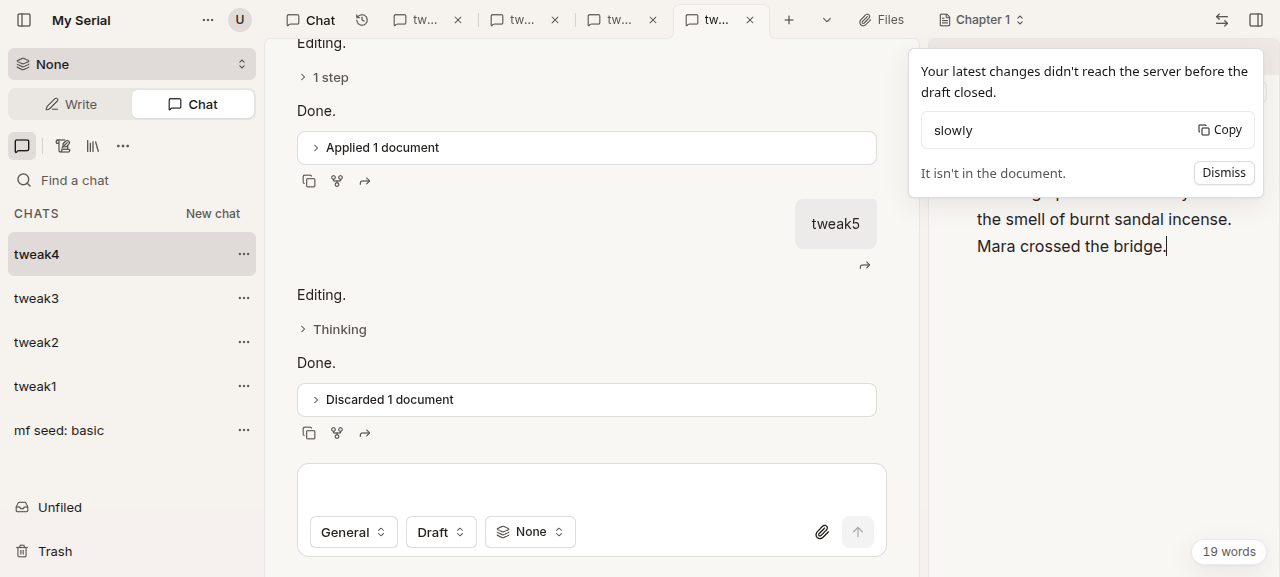 My Serial
U
None
Write
Chat
Find a chat
CHATS
New chat
tweak4
tweak3
tweak2
tweak1
mf seed: basic
Unfiled
Trash
Chat
tw...
tw...
tw...
tw...
Files
Chapter 1
Editing.
1 step
Done.
Applied 1 document
tweak5
Editing.
Thinking
Done.
Discarded 1 document
General
Draft
None
Your latest changes didn't reach the server before the
draft closed.
slowly
Copy
It isn't in the document.
Dismiss
the smell of burnt sandal incense.
Mara crossed the bridge.
19 words